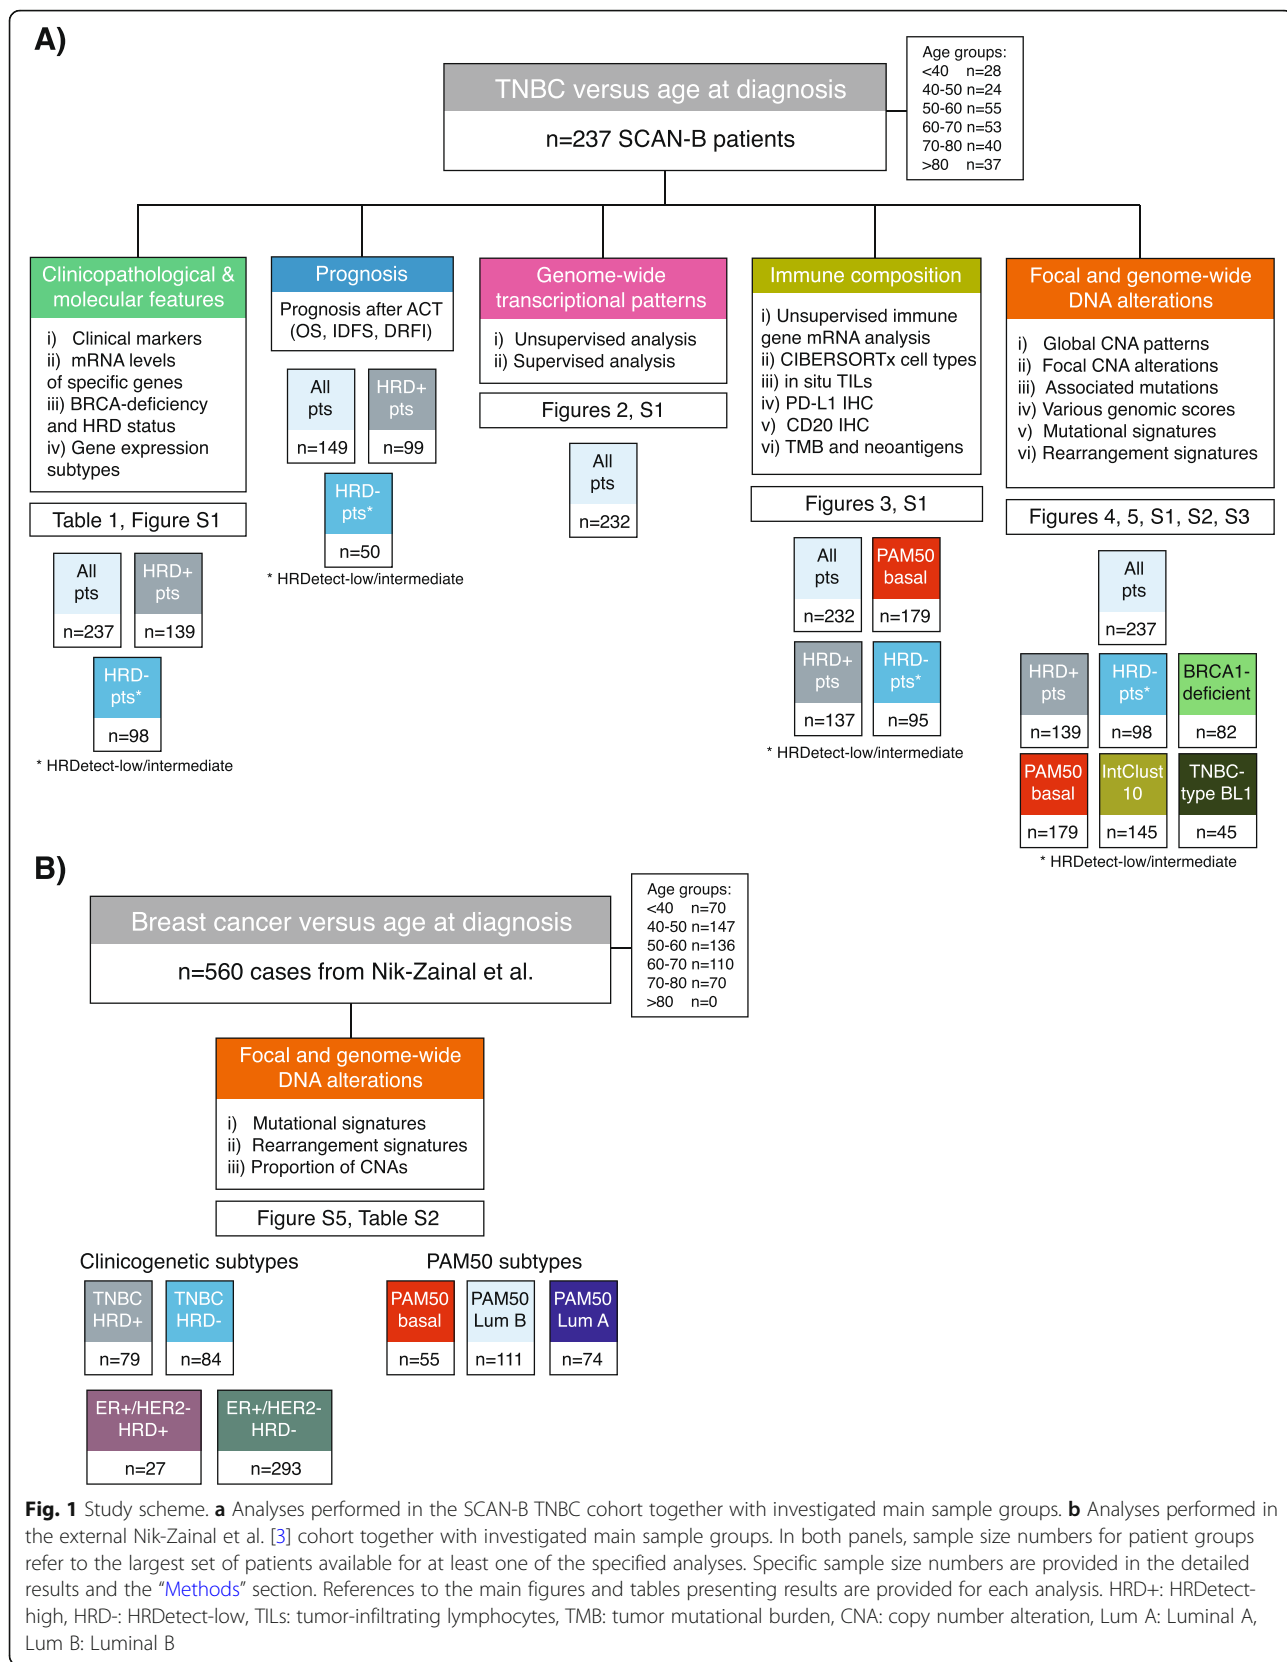 A)
TNBC versus age at diagnosis
n=237 SCAN-B patients
Age groups:
<40 n=28
40-50 n=24
50-60 n=55
60-70 n=53
70-80 n=40
>80 n=37
Clinicopathological &
molecular features
i) Clinical markers
ii) mRNA levels
of specific genes
iii) BRCA-deficiency
and HRD status
iv) Gene expression
subtypes
Table 1, Figure S1
All
pts
n=237
HRD+
pts
n=139
HRD-
pts*
n=98
* HRDetect-low/intermediate
Prognosis
Prognosis after ACT
(OS, IDFS, DRFI)
All
pts
n=149
HRD+
pts
n=99
HRD-
pts*
n=50
* HRDetect-low/intermediate
Genome-wide
transcriptional patterns
i) Unsupervised analysis
ii) Supervised analysis
Figures 2, S1
All
pts
n=232
Immune composition
i) Unsupervised immune
gene mRNA analysis
ii) CIBERSORTx cell types
iii) in situ TILs
iv) PD-L1 IHC
v) CD20 IHC
vi) TMB and neoantigens
Figures 3, S1
All
pts
n=232
PAM50
basal
n=179
HRD+
pts
n=137
HRD-
pts*
n=95
* HRDetect-low/intermediate
Focal and genome-wide
DNA alterations
i) Global CNA patterns
ii) Focal CNA alterations
iii) Associated mutations
iv) Various genomic scores
v) Mutational signatures
vi) Rearrangement signatures
Figures 4, 5, S1, S2, S3
All
pts
n=237
HRD+
pts
n=139
HRD-
pts*
n=98
BRCA1-
deficient
n=82
PAM50
basal
n=179
IntClust
10
n=145
TNBC-
type BL1
n=45
* HRDetect-low/intermediate
B)
Breast cancer versus age at diagnosis
n=560 cases from Nik-Zainal et al.
Age groups:
<40 n=70
40-50 n=147
50-60 n=136
60-70 n=110
70-80 n=70
>80 n=0
Focal and genome-wide
DNA alterations
i) Mutational signatures
ii) Rearrangement signatures
iii) Proportion of CNAs
Figure S5, Table S2
Clinicogenetic subtypes
TNBC
HRD+
n=79
TNBC
HRD-
n=84
ER+/HER2-
HRD+
n=27
ER+/HER2-
HRD-
n=293
PAM50 subtypes
PAM50
basal
n=55
PAM50
Lum B
n=111
PAM50
Lum A
n=74
Fig. 1 Study scheme. a Analyses performed in the SCAN-B TNBC cohort together with investigated main sample groups. b Analyses performed in
the external Nik-Zainal et al. [3] cohort together with investigated main sample groups. In both panels, sample size numbers for patient groups
refer to the largest set of patients available for at least one of the specified analyses. Specific sample size numbers are provided in the detailed
results and the “Methods” section. References to the main figures and tables presenting results are provided for each analysis. HRD+: HRDetect-
high, HRD-: HRDetect-low, TILs: tumor-infiltrating lymphocytes, TMB: tumor mutational burden, CNA: copy number alteration, Lum A: Luminal A,
Lum B: Luminal B